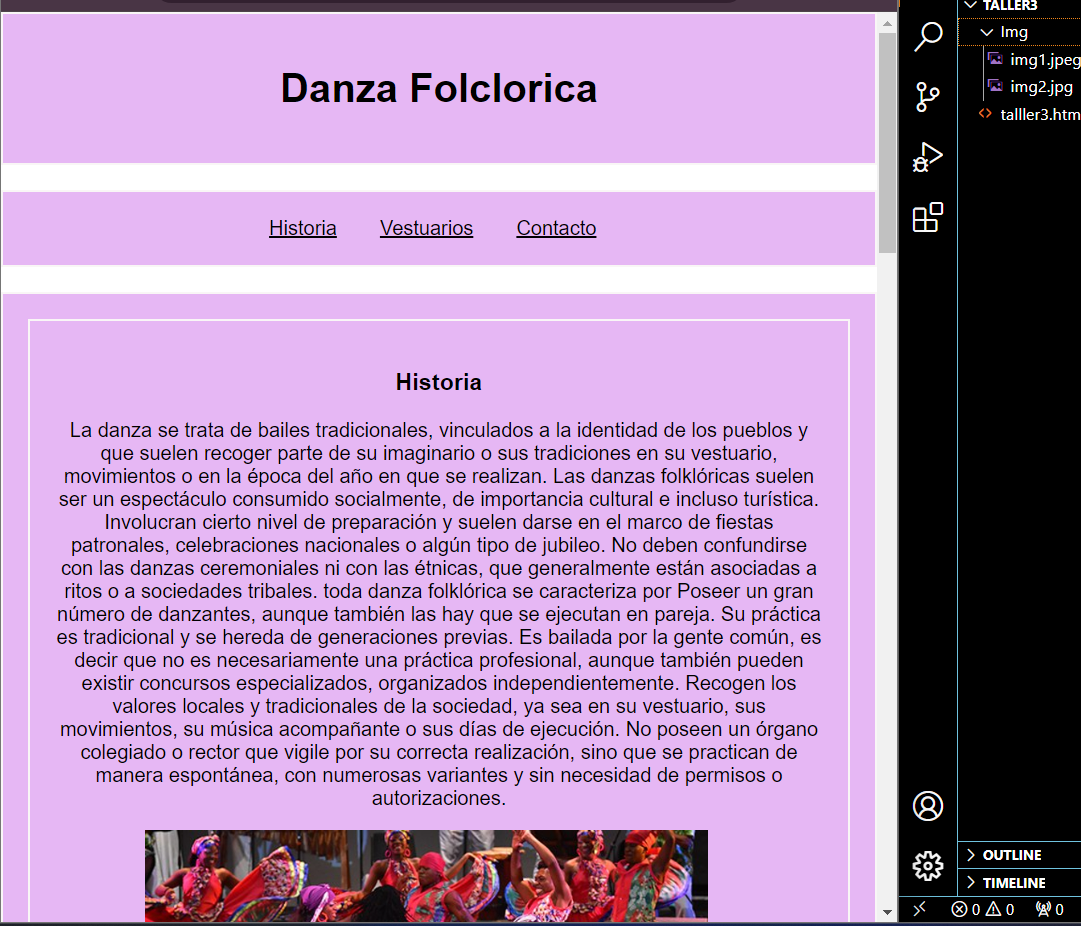 Danza Folclorica
Historia Vestuarios Contacto
Historia
La danza se trata de bailes tradicionales, vinculados a la identidad de los pueblos y
que suelen recoger parte de su imaginario o sus tradiciones en su vestuario,
movimientos o en la época del año en que se realizan. Las danzas folklóricas suelen
ser un espectáculo consumido socialmente, de importancia cultural e incluso turística.
Involucran cierto nivel de preparación y suelen darse en el marco de fiestas
patronales, celebraciones nacionales o algún tipo de jubileo. No deben confundirse
con las danzas ceremoniales ni con las étnicas, que generalmente están asociadas a
ritos o a sociedades tribales. toda danza folklórica se caracteriza por Poseer un gran
número de danzantes, aunque también las hay que se ejecutan en pareja. Su práctica
es tradicional y se hereda de generaciones previas. Es bailada por la gente común, es
decir que no es necesariamente una práctica profesional, aunque también pueden
existir concursos especializados, organizados independientemente. Recogen los
valores locales y tradicionales de la sociedad, ya sea en su vestuario, sus
movimientos, su música acompañante o sus días de ejecución. No poseen un órgano
colegiado o rector que vigile por su correcta realización, sino que se practican de
manera espontánea, con numerosas variantes y sin necesidad de permisos o
autorizaciones.
TALLER3
Img
img1.jpeg
img2.jpg
talller3.htm
OUTLINE
TIMELINE
0 0 0